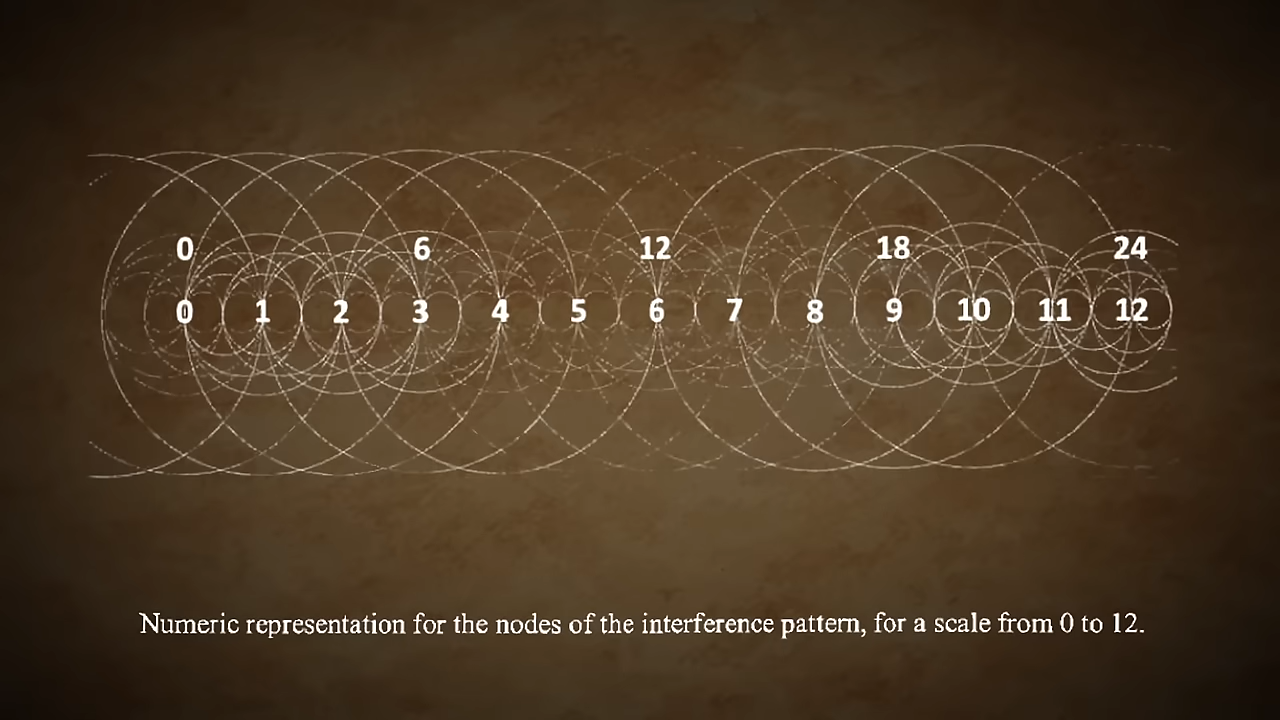 0 6 12 18 24
0 1 2 3 4 5 6 7 8 9 10 11 12
Numeric representation for the nodes of the interference pattern, for a scale from 0 to 12.